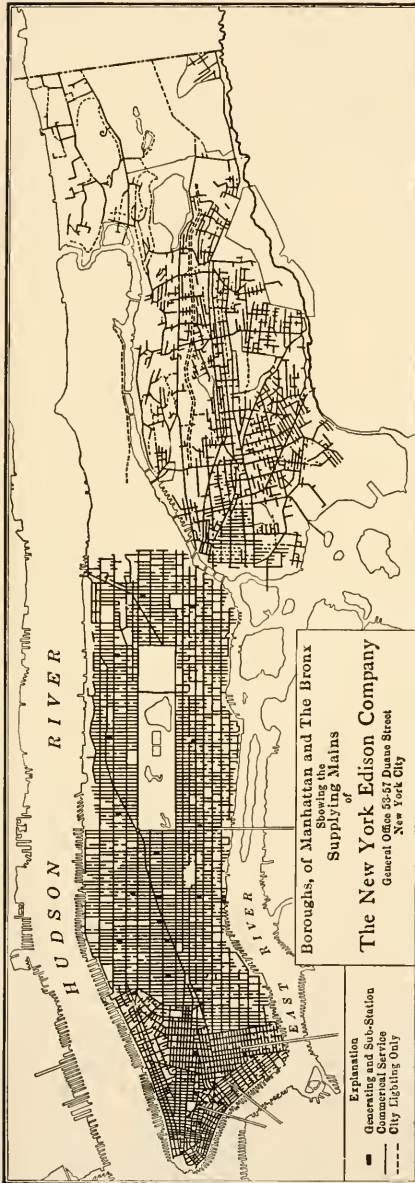 HUDSON RIVER
EAST RIVER
Boroughs, of Manhattan and The Bronx
Showing the
Supplying Mains
of
The New York Edison Company
General Office 53-57 Duane Street
New York City
Explanation
Generating and Sub-Station
Commercial Service
City Lighting Only